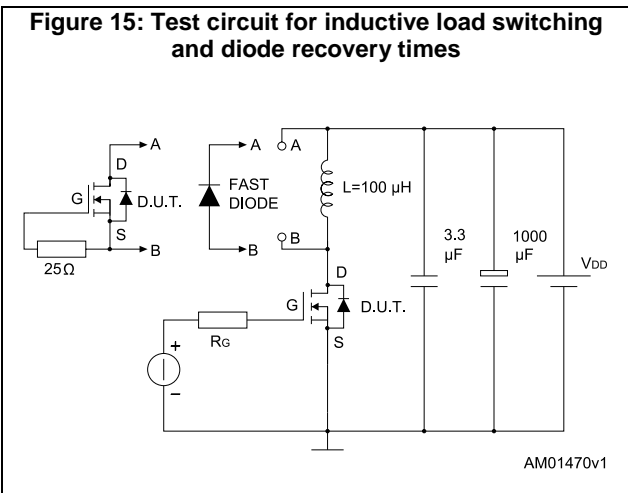 Figure 15: Test circuit for inductive load switching
and diode recovery times
A
D
G
D.U.T.
S
B
25Ω
A
FAST
DIODE
B
A
L=100 µH
B
D
G
D.U.T.
S
RG
+
−
3.3
µF
1000
µF
VDD
AM01470v1